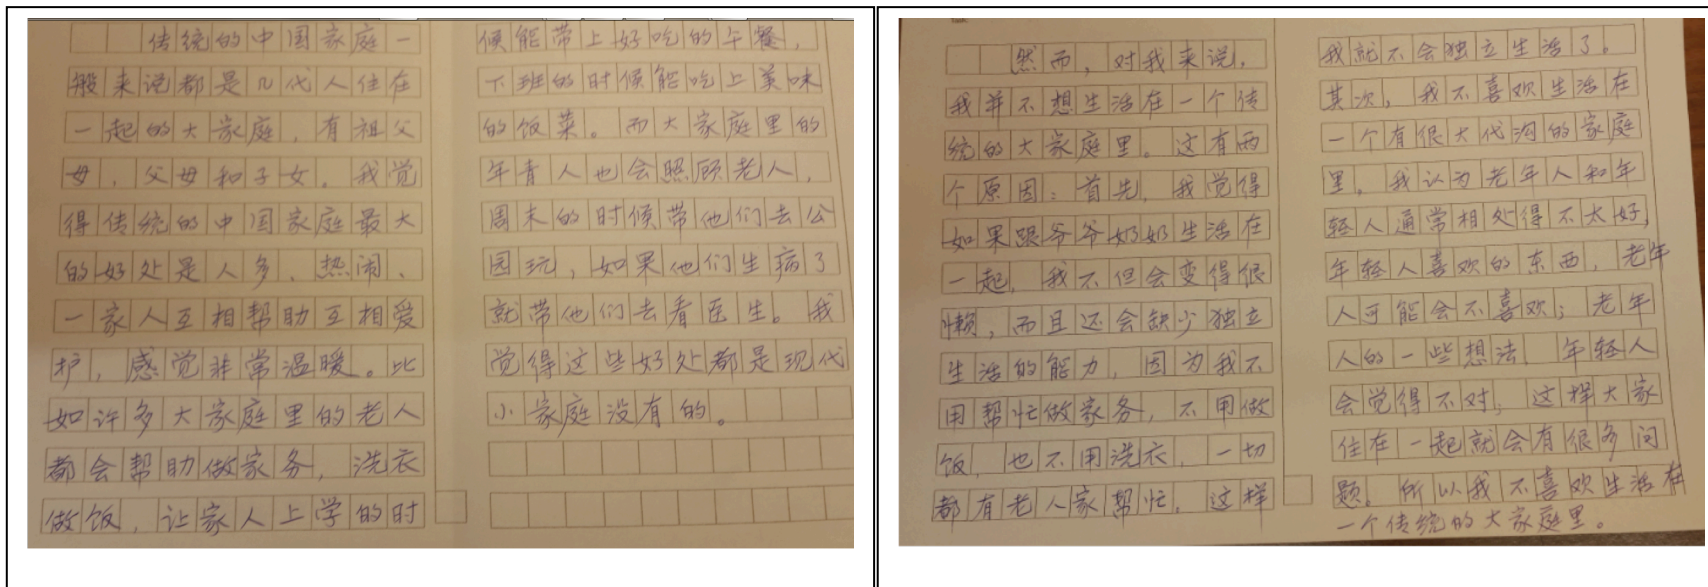 传统的中国家庭一
般来说都是几代人住在
一起的大家庭，有祖父
母，父母和子女。我觉
得传统的中国家庭最大
的好处是人多、热闹、
一家人互相帮助互相爱
护，感觉非常温暖。比
如许多大家庭里的老人
都会帮助做家务，洗衣
做饭，让家人上学的时
候能带上好吃的午餐，
下班的时候能吃上美味
的饭菜。而大家庭里的
年青人也会照顾老人，
周末的时候带他们去公
园玩，如果他们生病了
就带他们去看医生。我
觉得这些好处都是现代
小家庭没有的。
然而，对我来说，
我并不想生活在一个传
统的大家庭里。这有两
个原因：首先，我觉得
如果跟爷爷奶奶生活在
一起，我不但会变得很
懒，而且还会缺少独立
生活的能力，因为我不
用帮忙做家务，不用做
饭，也不用洗衣，一切
都有老人家帮忙，这样
我就不会独立生活了。
其次，我不喜欢生活在
一个有很大代沟的家庭
里，我认为老年人和年
轻人通常相处得不太好，
年轻人喜欢的东西，老年
人可能会不喜欢；老年
人的一些想法，年轻人
会觉得不对；这样大家
住在一起就会有很多问
题。所以我不喜欢生活在
一个传统的大家庭里。